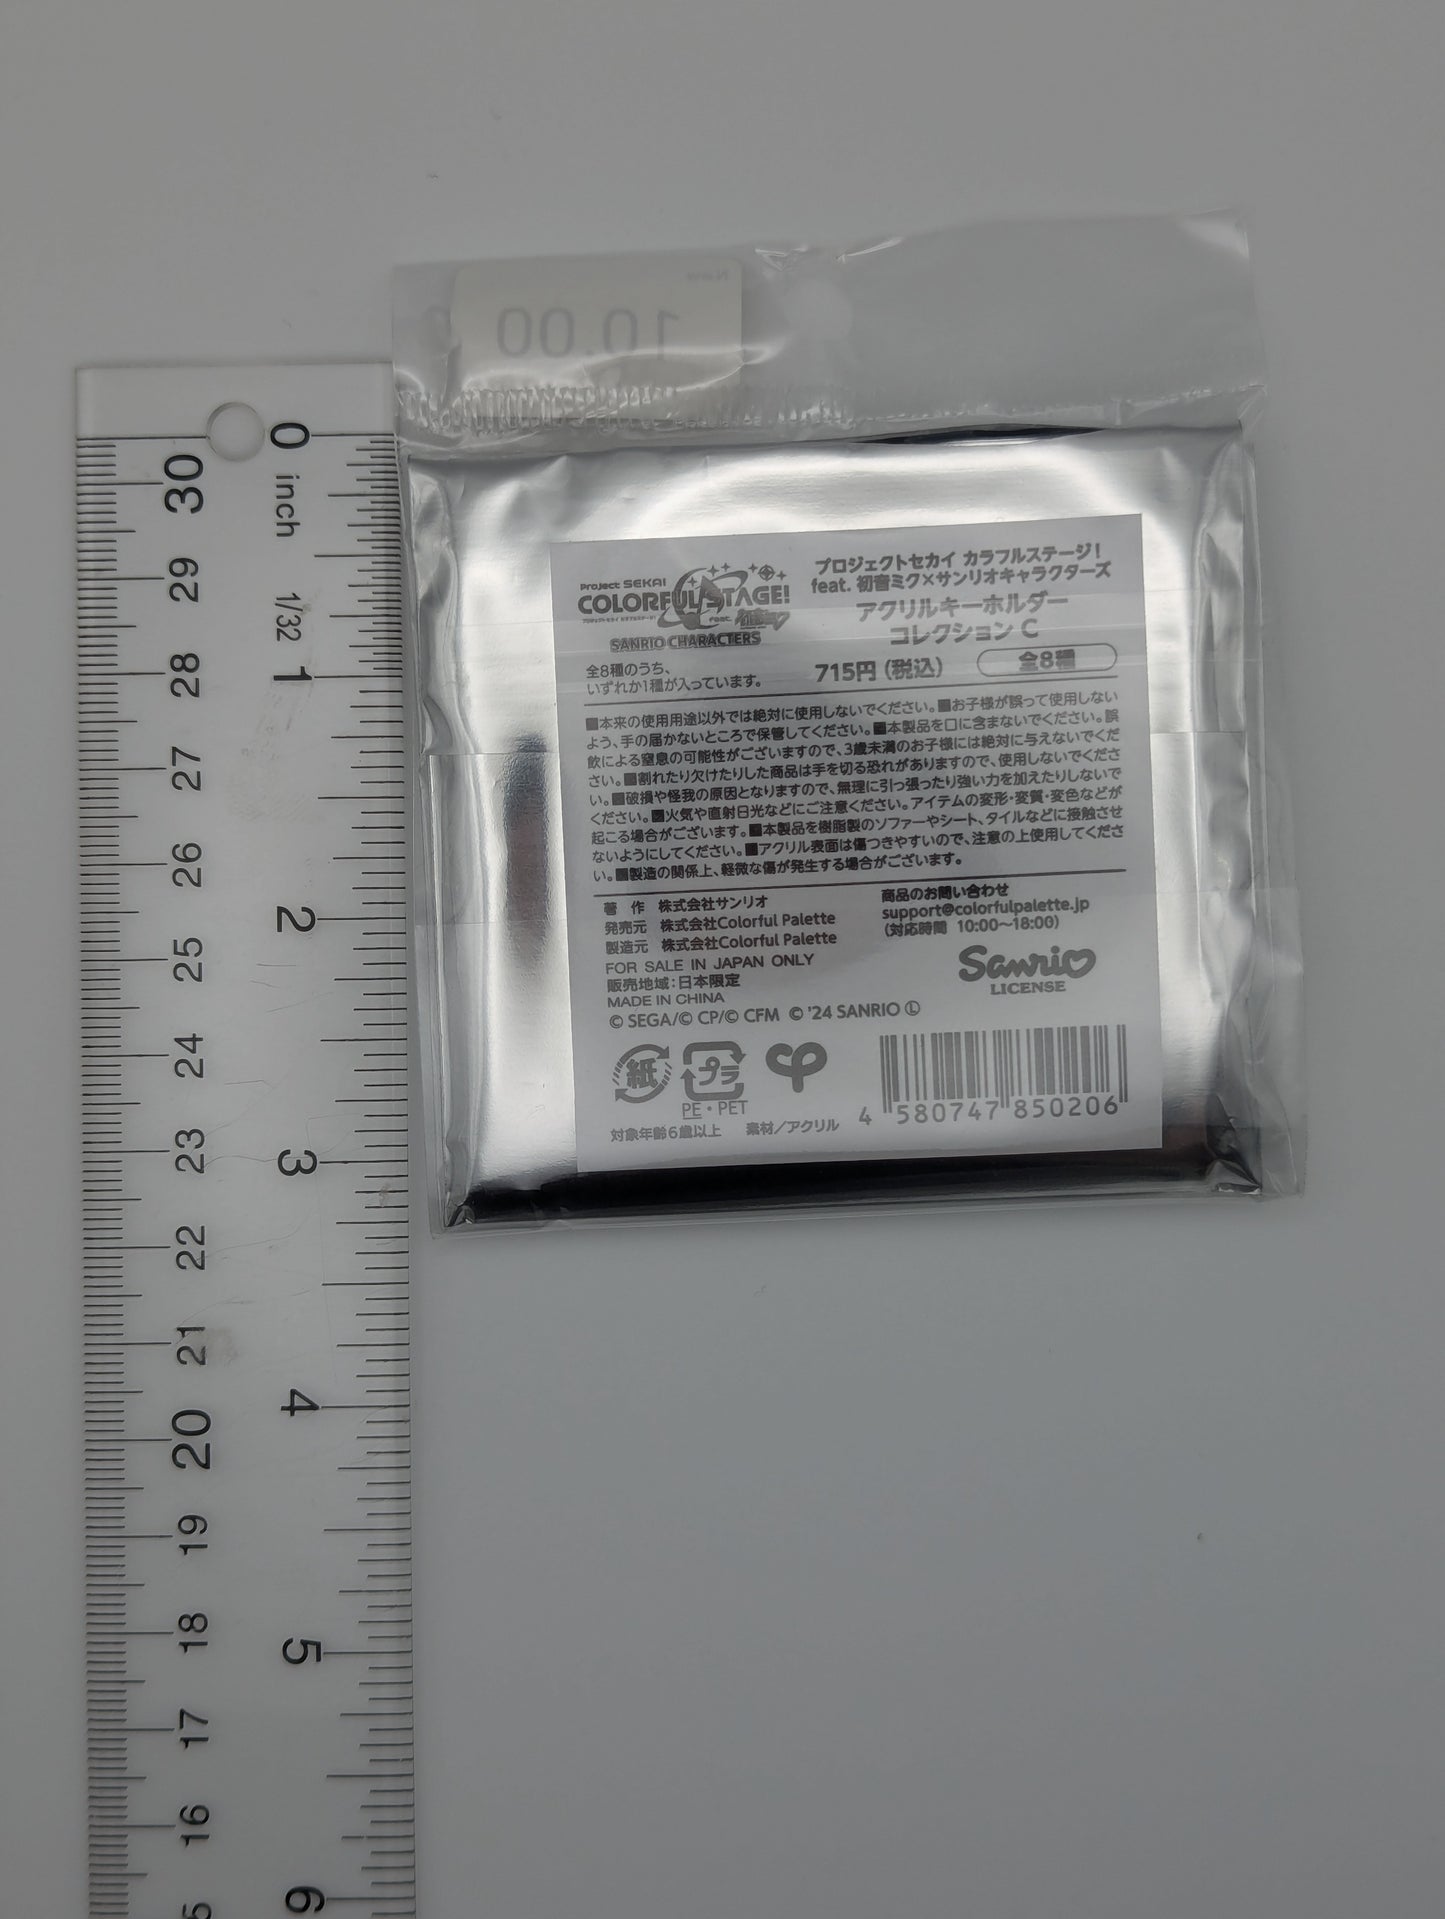 New
10.00
Project SEKAI
COLORFUL STAGE!
プロジェクトセカイ カラフルステージ! feat. 初音ミク
SANRIO CHARACTERS
プロジェクトセカイ カラフルステージ!
feat. 初音ミク×サンリオキャラクターズ
アクリルキーホルダー
コレクション C
全8種のうち、
いずれか1種が入っています。
715円(税込)
全8種
■本来の使用用途以外では絶対に使用しないでください。■お子様が誤って使用しない
よう、手の届かないところで保管してください。■本製品を口に含まないでください。誤
飲による窒息の可能性がございますので、3歳未満のお子様には絶対に与えないでくだ
さい。■割れたり欠けたりした商品は手を切る恐れがありますので、使用しないでくださ
い。■破損や怪我の原因となりますので、無理に引っ張ったり強い力を加えたりしないで
ください。■火気や直射日光などにご注意ください。アイテムの変形・変質・変色などが
起こる場合がございます。■本製品を樹脂製のソファーやシート、タイルなどに接触させ
ないようにしてください。■アクリル表面は傷つきやすいので、注意の上使用してくださ
い。■製造の関係上、軽微な傷が発生する場合がございます。
著 作 株式会社サンリオ
発売元 株式会社Colorful Palette
製造元 株式会社Colorful Palette
FOR SALE IN JAPAN ONLY
販売地域:日本限定
MADE IN CHINA
© SEGA/© CP/© CFM © '24 SANRIO Ⓛ
商品のお問い合わせ
support@colorfulpalette.jp
(対応時間 10:00～18:00)
Sanrio
LICENSE
紙
プラ
PE・PET
対象年齢6歳以上 素材/アクリル
4 580747 850206
0 inch 1/32 1 2 3 4 5 6
30 29 28 27 26 25 24 23 22 21 20 19 18 17 16